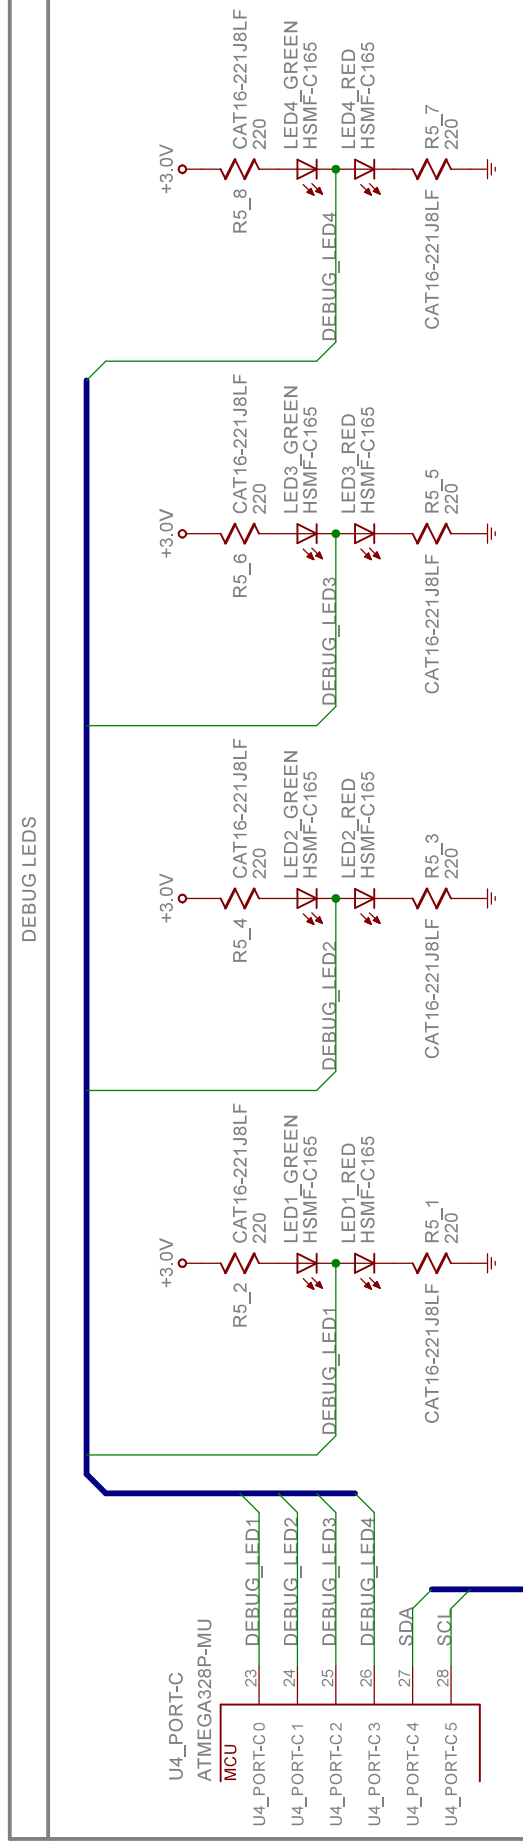 DEBUG LEDS
+3.0V
R5_8
CAT16-221J8LF
220
LED4_GREEN
HSMF-C165
LED4_RED
HSMF-C165
R5_7
220
CAT16-221J8LF
DEBUG_LED4
+3.0V
R5_6
CAT16-221J8LF
220
LED3_GREEN
HSMF-C165
LED3_RED
HSMF-C165
R5_5
220
CAT16-221J8LF
DEBUG_LED3
+3.0V
R5_4
CAT16-221J8LF
220
LED2_GREEN
HSMF-C165
LED2_RED
HSMF-C165
R5_3
220
CAT16-221J8LF
DEBUG_LED2
+3.0V
R5_2
CAT16-221J8LF
220
LED1_GREEN
HSMF-C165
LED1_RED
HSMF-C165
R5_1
220
CAT16-221J8LF
DEBUG_LED1
U4_PORT-C
ATMEGA328P-MU
MCU
U4_PORT-C0 23 DEBUG_LED1
U4_PORT-C1 24 DEBUG_LED2
U4_PORT-C2 25 DEBUG_LED3
U4_PORT-C3 26 DEBUG_LED4
U4_PORT-C4 27 SDA
U4_PORT-C5 28 SCL